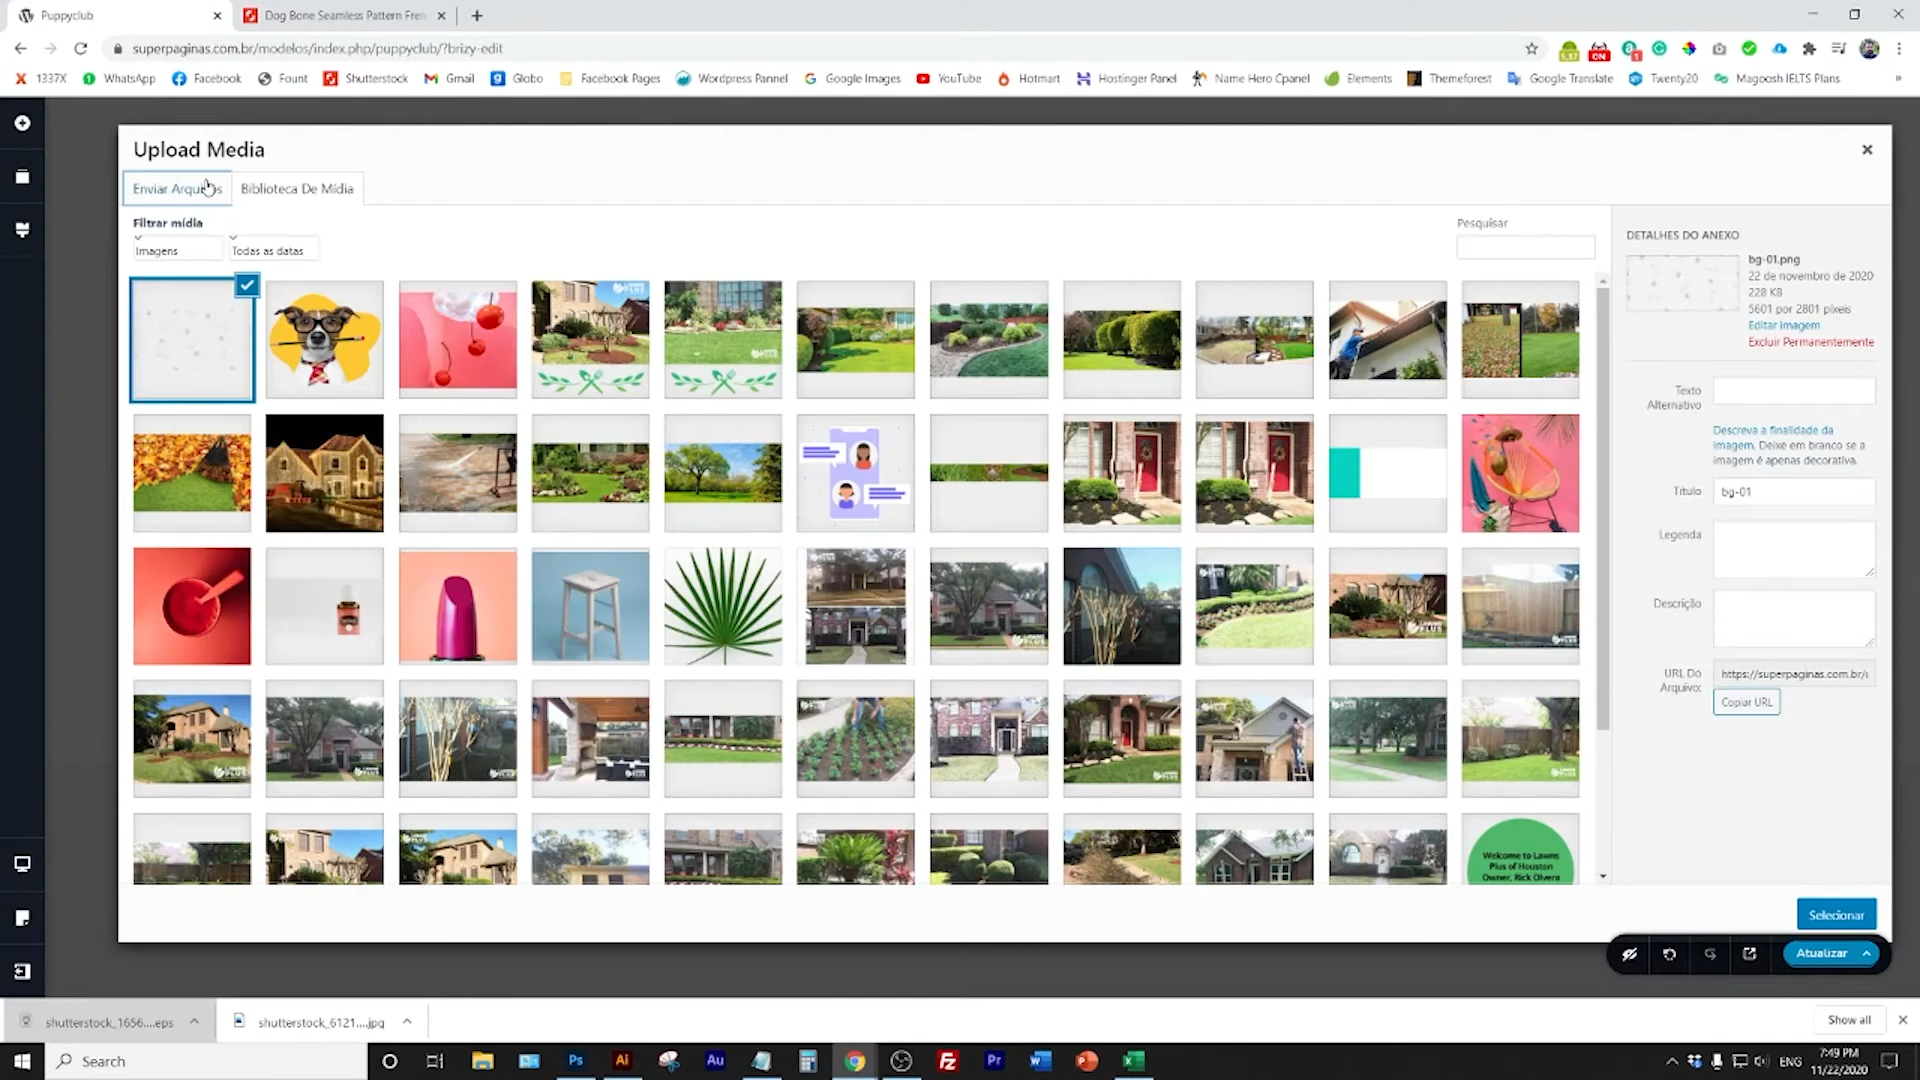 Puppyclub
Dog Bone Seamless Pattern Fren
superpaginas.com.br/modelos/index.php/puppyclub/?brizy-edit
1337X
WhatsApp
Facebook
Fount
Shutterstock
Gmail
Globo
Facebook Pages
Wordpress Pannel
Google Images
YouTube
Hotmart
Hostinger Panel
Name Hero Cpanel
Elements
Themeforest
Google Translate
Twenty20
Magoosh IELTS Plans
»
Upload Media
Enviar Arquivos
Biblioteca De Mídia
Filtrar mídia
Imagens
Todas as datas
Pesquisar
DETALHES DO ANEXO
bg-01.png
22 de novembro de 2020
228 KB
5601 por 2801 pixels
Editar imagem
Excluir Permanentemente
Texto
Alternativo
Descreva a finalidade da
imagem. Deixe em branco se a
imagem é apenas decorativa.
Título
bg-01
Legenda
Descrição
URL Do
Arquivo:
https://superpaginas.com.br/
Copiar URL
Welcome to Lawns
Plus of Houston
Owner, Rick Olvera
Selecionar
Atualizar
shutterstock_1656....eps
shutterstock_6121....jpg
Show all
Search
Ps
Ai
Au
Pr
ENG
7:49 PM
11/22/2020